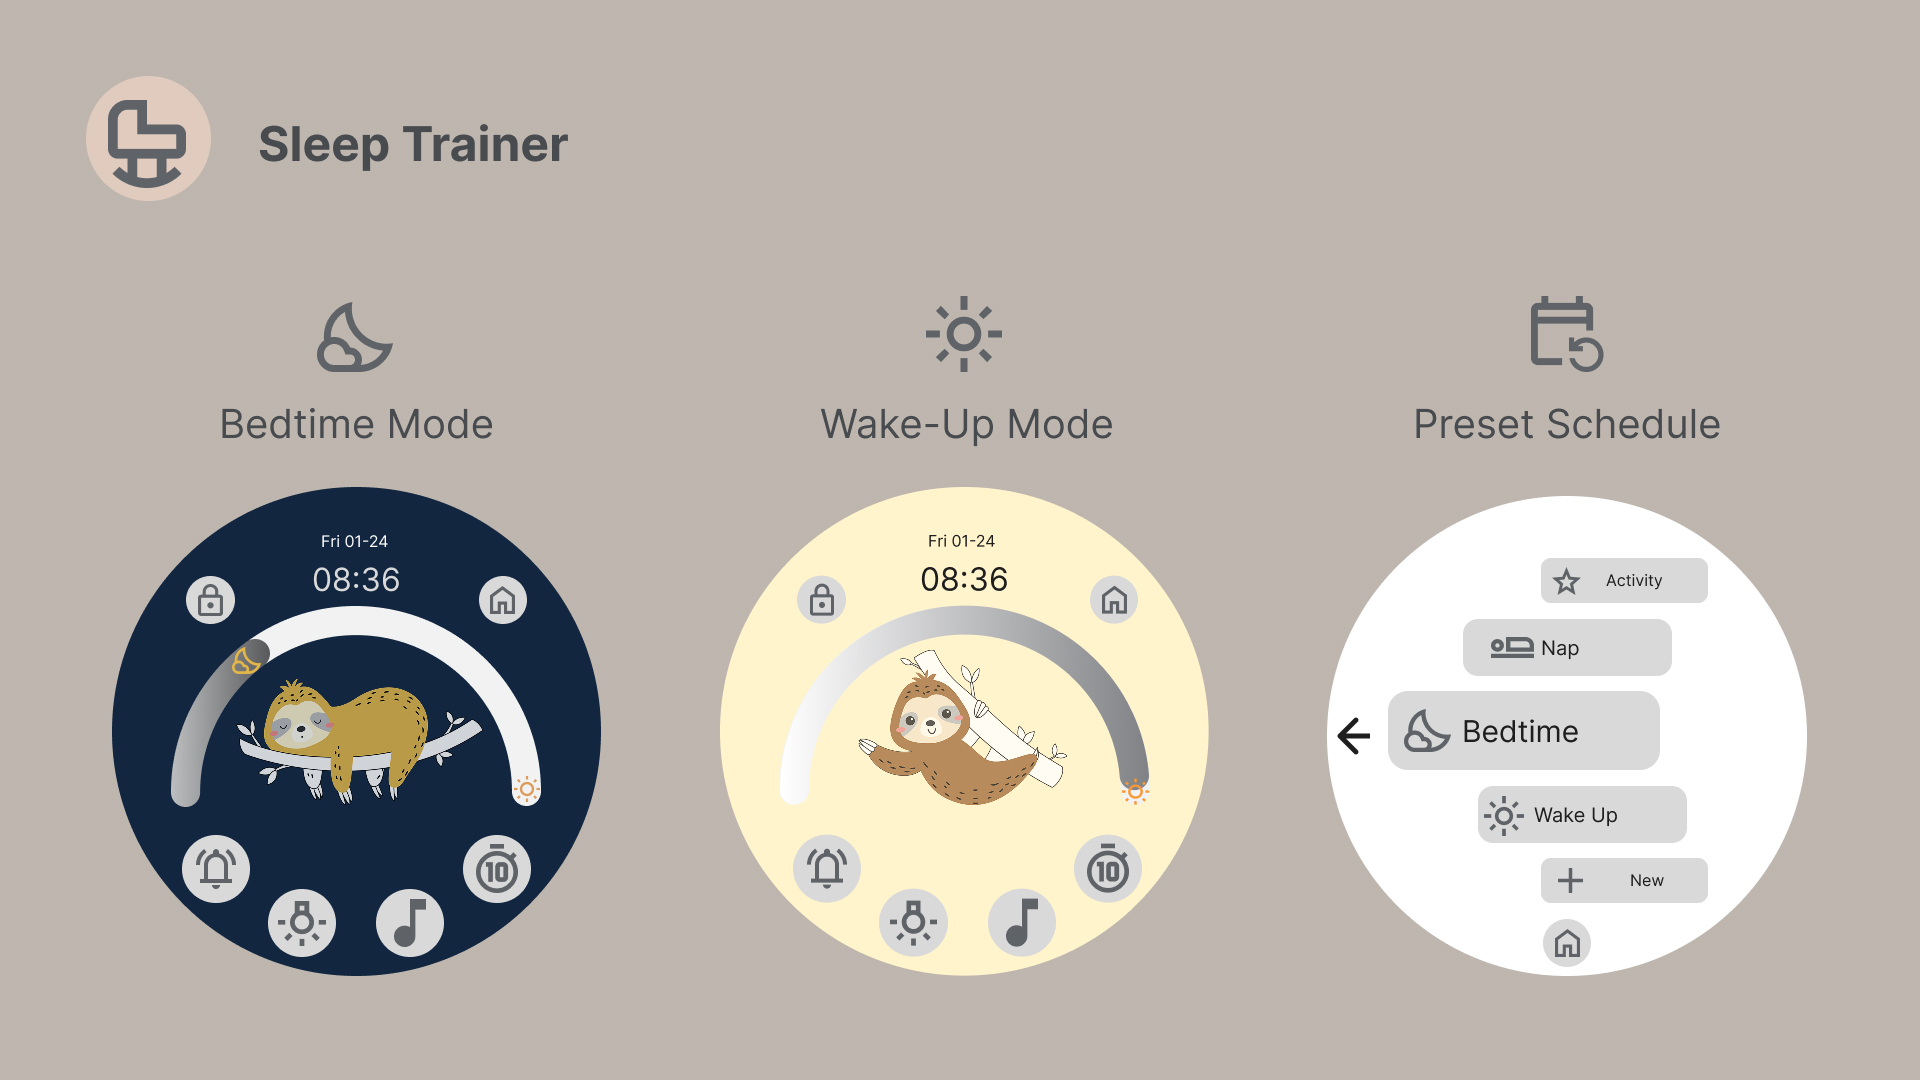 Sleep Trainer
Bedtime Mode
Wake-Up Mode
Preset Schedule
Fri 01-24
08:36
10
Fri 01-24
08:36
10
Activity
Nap
Bedtime
Wake Up
New